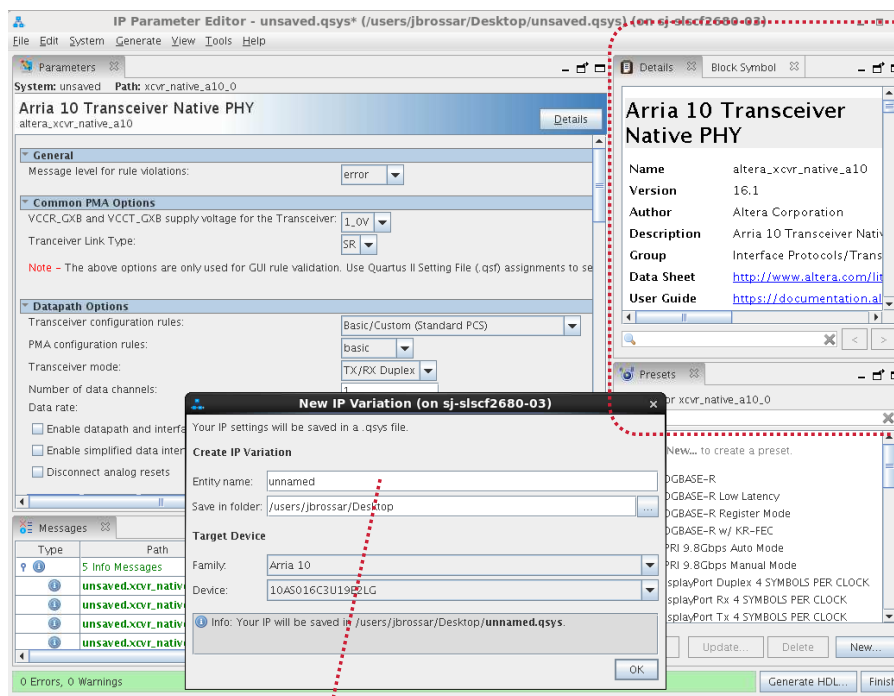 IP Parameter Editor - unsaved.qsys* (/users/jbrossar/Desktop/unsaved.qsys) (on sj-slscf2680-03)
File Edit System Generate View Tools Help
Parameters
System: unsaved Path: xcvr_native_a10_0
Arria 10 Transceiver Native PHY
altera_xcvr_native_a10
Details
General
Message level for rule violations: error
Common PMA Options
VCCR_GXB and VCCT_GXB supply voltage for the Transceiver: 1_0V
Tranceiver Link Type: SR
Note - The above options are only used for GUI rule validation. Use Quartus II Setting File (.qsf) assignments to se
Datapath Options
Transceiver configuration rules: Basic/Custom (Standard PCS)
PMA configuration rules: basic
Transceiver mode: TX/RX Duplex
Number of data channels: 1
Data rate:
Enable datapath and interfa
Enable simplified data inter
Disconnect analog resets
Messages
Type Path
5 Info Messages
unsaved.xcvr_nativ
unsaved.xcvr_nativ
unsaved.xcvr_nativ
unsaved.xcvr_nativ
0 Errors, 0 Warnings
Details Block Symbol
Arria 10 Transceiver
Native PHY
Name altera_xcvr_native_a10
Version 16.1
Author Altera Corporation
Description Arria 10 Transceiver Nativ
Group Interface Protocols/Trans
Data Sheet http://www.altera.com/lit
User Guide https://documentation.al
Presets
or xcvr_native_a10_0
New... to create a preset.
0GBASE-R
0GBASE-R Low Latency
0GBASE-R Register Mode
0GBASE-R w/ KR-FEC
PRI 9.8Gbps Auto Mode
PRI 9.8Gbps Manual Mode
splayPort Duplex 4 SYMBOLS PER CLOCK
splayPort Rx 4 SYMBOLS PER CLOCK
splayPort Tx 4 SYMBOLS PER CLOCK
Update... Delete New...
Generate HDL... Finish
New IP Variation (on sj-slscf2680-03)
Your IP settings will be saved in a .qsys file.
Create IP Variation
Entity name: unnamed
Save in folder: /users/jbrossar/Desktop ...
Target Device
Family: Arria 10
Device: 10AS016C3U19E2LG
Info: Your IP will be saved in /users/jbrossar/Desktop/unnamed.qsys.
OK